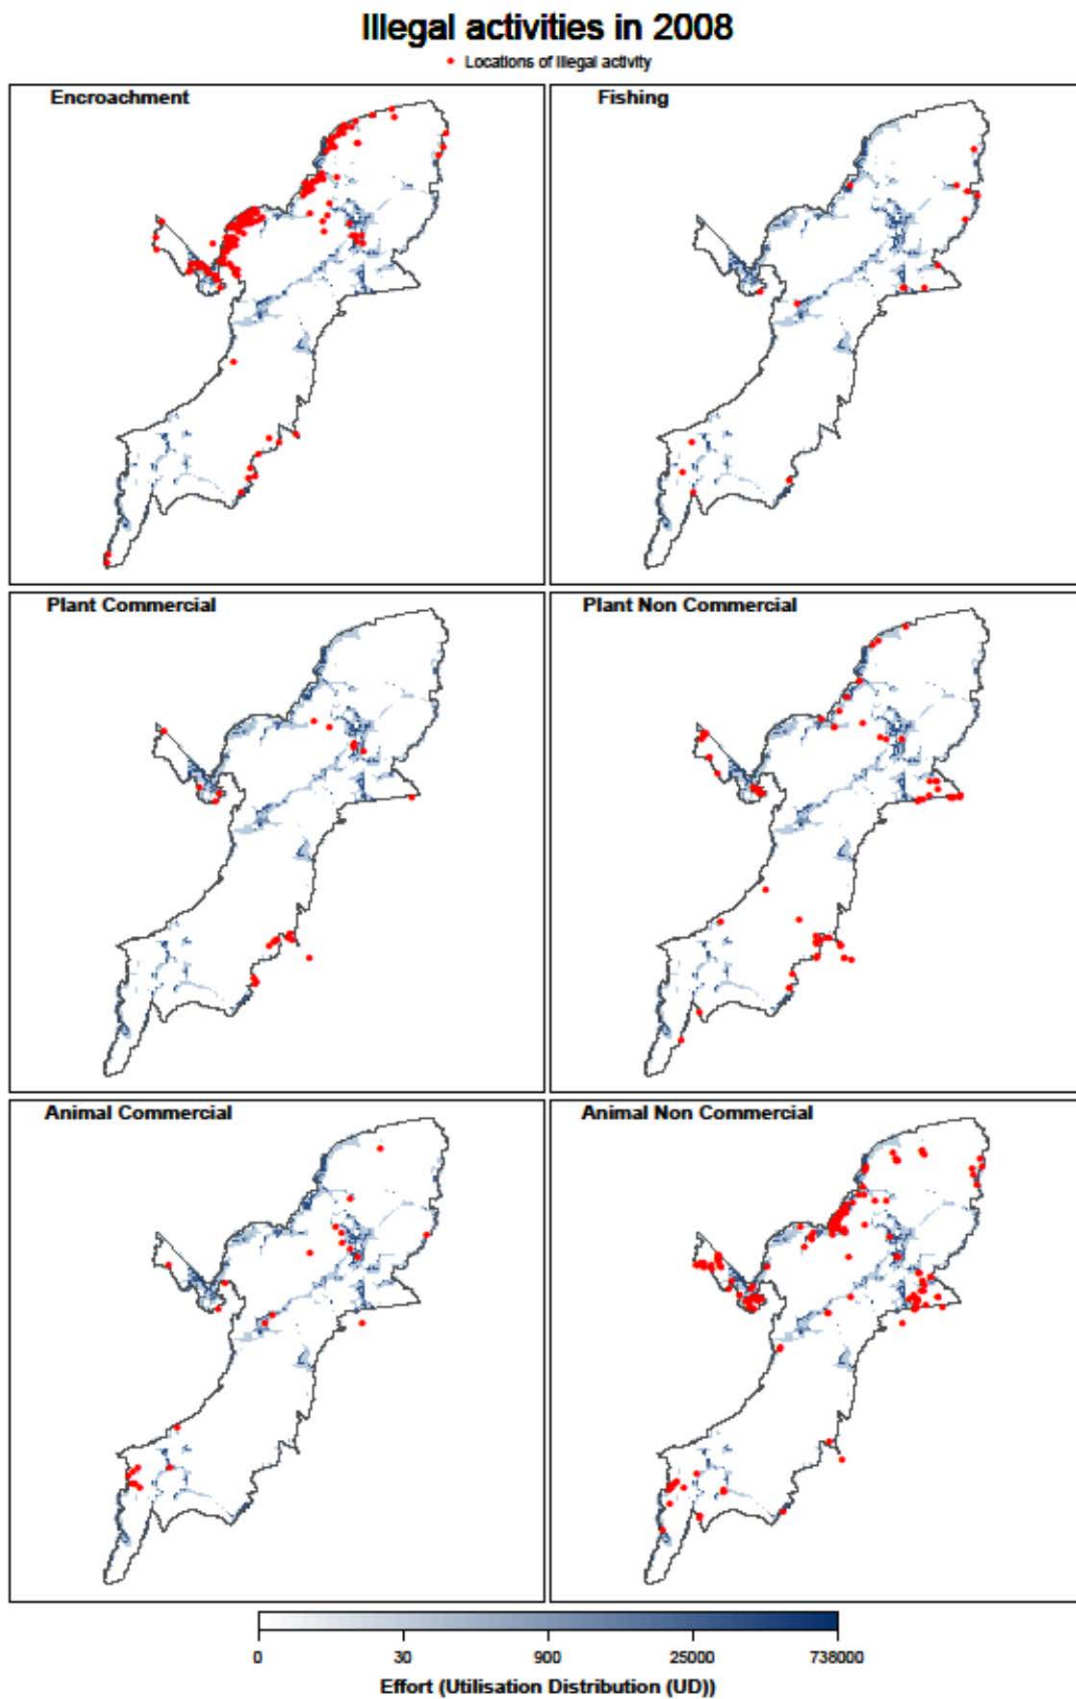 Illegal activities in 2008
Locations of illegal activity
Encroachment
Fishing
Plant Commercial
Plant Non Commercial
Animal Commercial
Animal Non Commercial
0 30 900 25000 738000
Effort (Utilisation Distribution (UD))